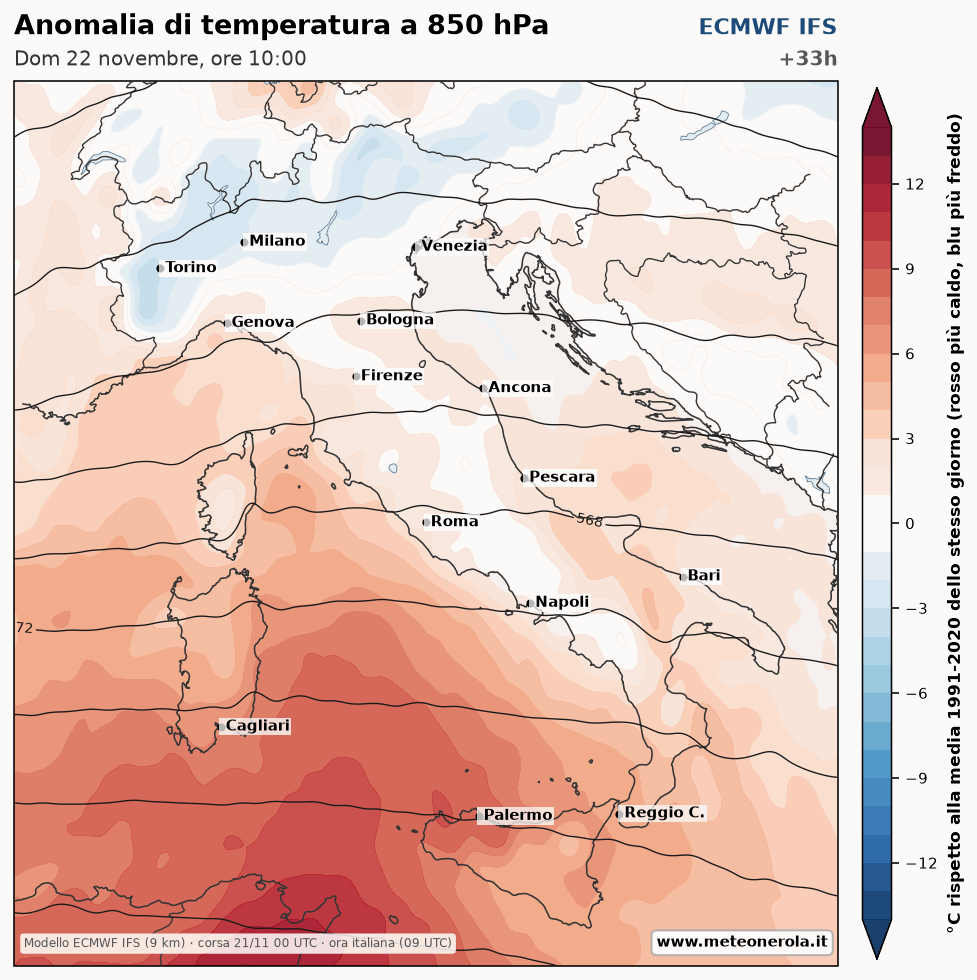 Anomalia di temperatura a 850 hPa
ECMWF IFS
Dom 22 novembre, ore 10:00
+33h
Milano
Venezia
Torino
Genova
Bologna
Firenze
Ancona
Pescara
568
Roma
Bari
Napoli
72
Cagliari
Palermo
Reggio C.
Modello ECMWF IFS (9 km) · corsa 21/11 00 UTC · ora italiana (09 UTC)
www.meteonerola.it
12
9
6
3
0
−3
−6
−9
−12
°C rispetto alla media 1991-2020 dello stesso giorno (rosso più caldo, blu più freddo)